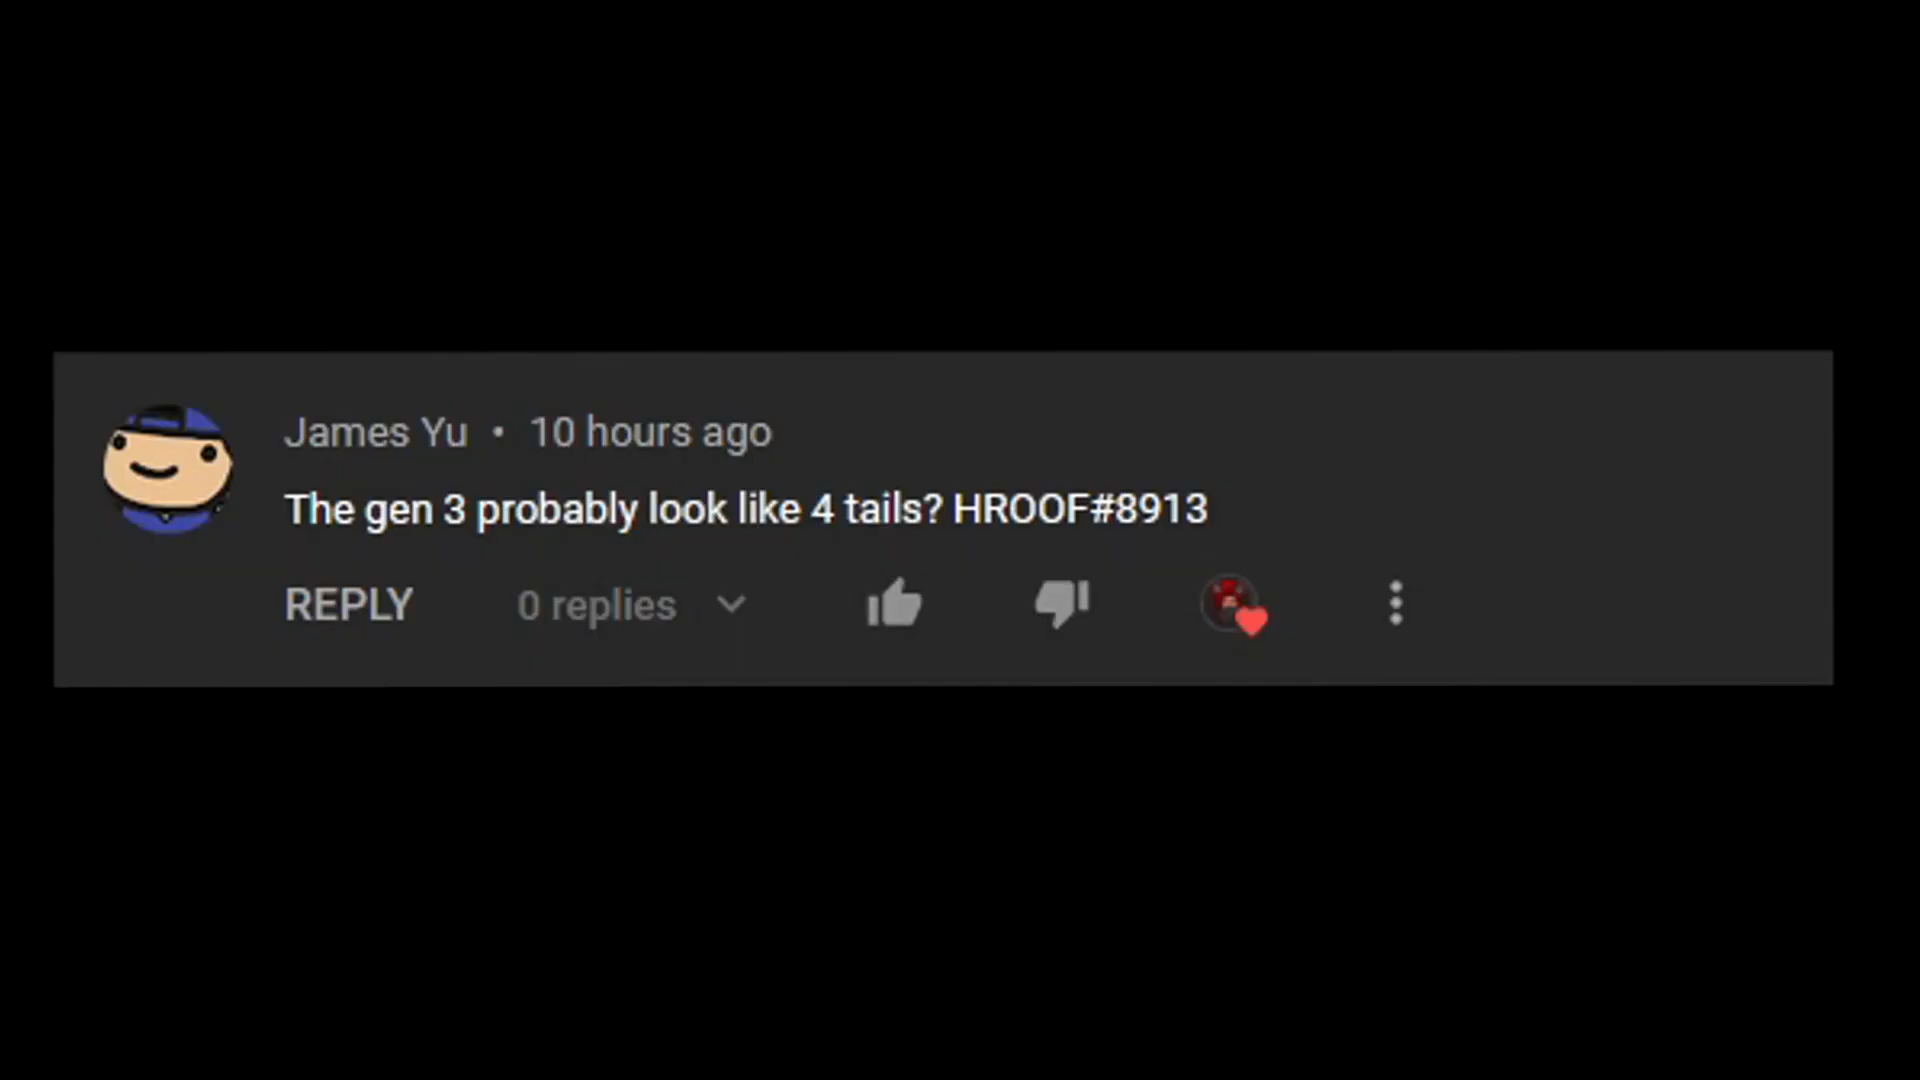 James Yu • 10 hours ago
The gen 3 probably look like 4 tails? HROOF#8913
REPLY 0 replies